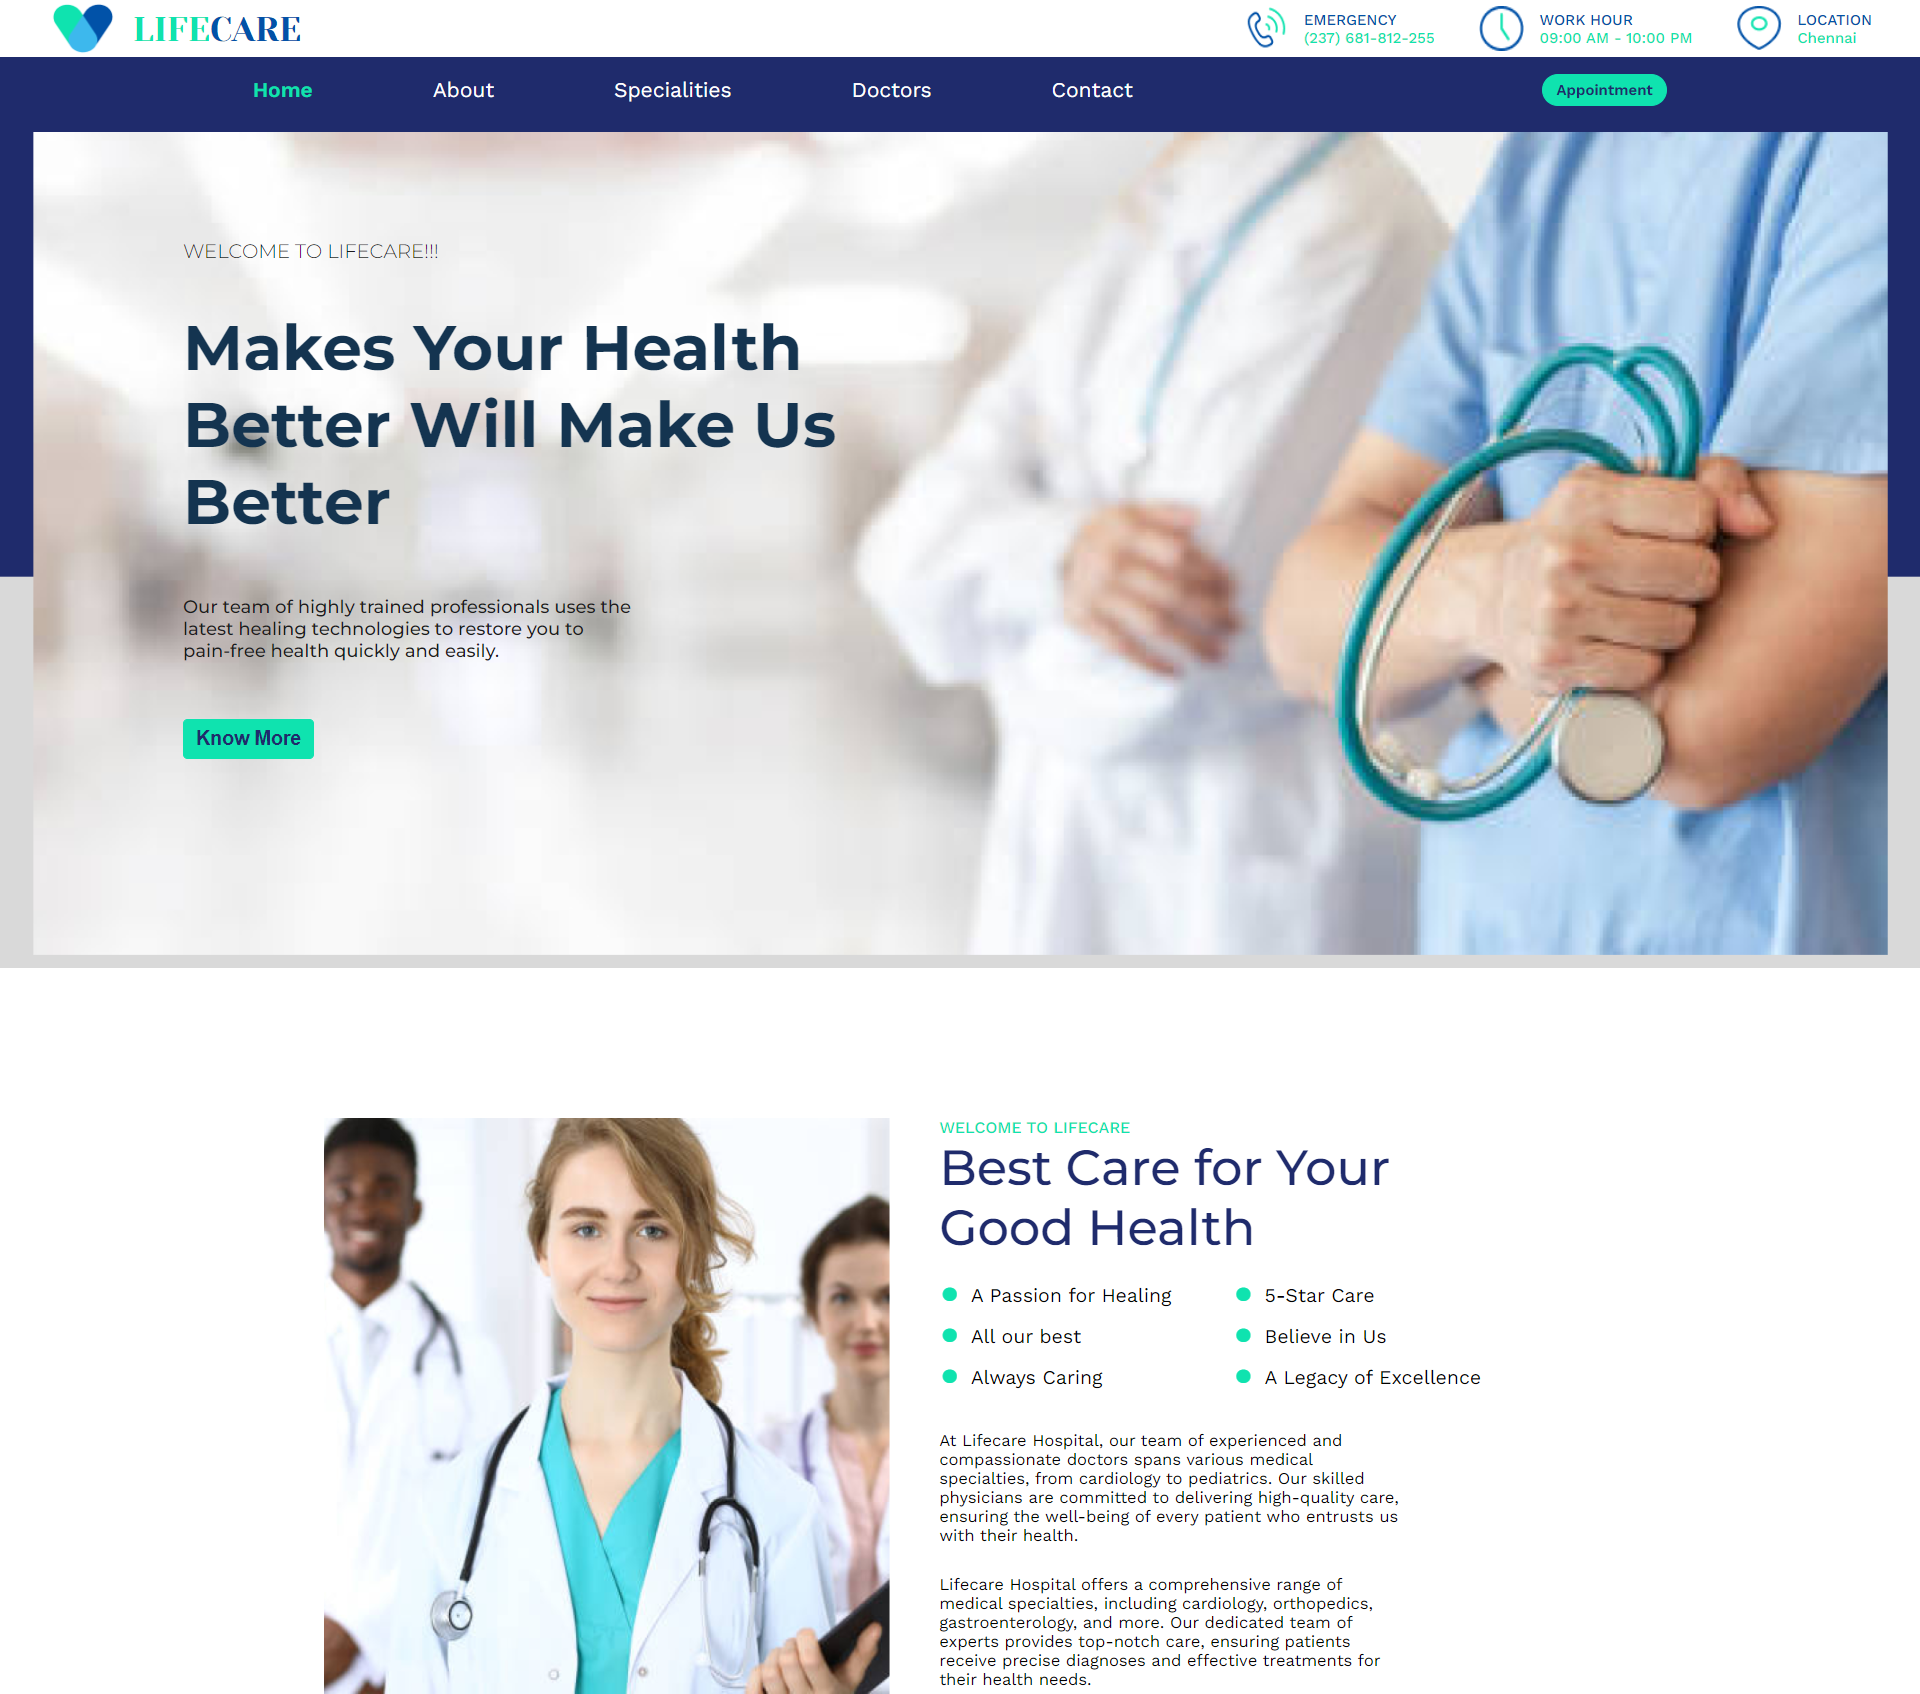 LIFECARE
EMERGENCY
(237) 681-812-255
WORK HOUR
09:00 AM - 10:00 PM
LOCATION
Chennai
Home
About
Specialities
Doctors
Contact
Appointment
WELCOME TO LIFECARE!!!
Makes Your Health
Better Will Make Us
Better
Our team of highly trained professionals uses the
latest healing technologies to restore you to
pain-free health quickly and easily.
Know More
WELCOME TO LIFECARE
Best Care for Your
Good Health
A Passion for Healing
5-Star Care
All our best
Believe in Us
Always Caring
A Legacy of Excellence
At Lifecare Hospital, our team of experienced and
compassionate doctors spans various medical
specialties, from cardiology to pediatrics. Our skilled
physicians are committed to delivering high-quality care,
ensuring the well-being of every patient who entrusts us
with their health.
Lifecare Hospital offers a comprehensive range of
medical specialties, including cardiology, orthopedics,
gastroenterology, and more. Our dedicated team of
experts provides top-notch care, ensuring patients
receive precise diagnoses and effective treatments for
their health needs.